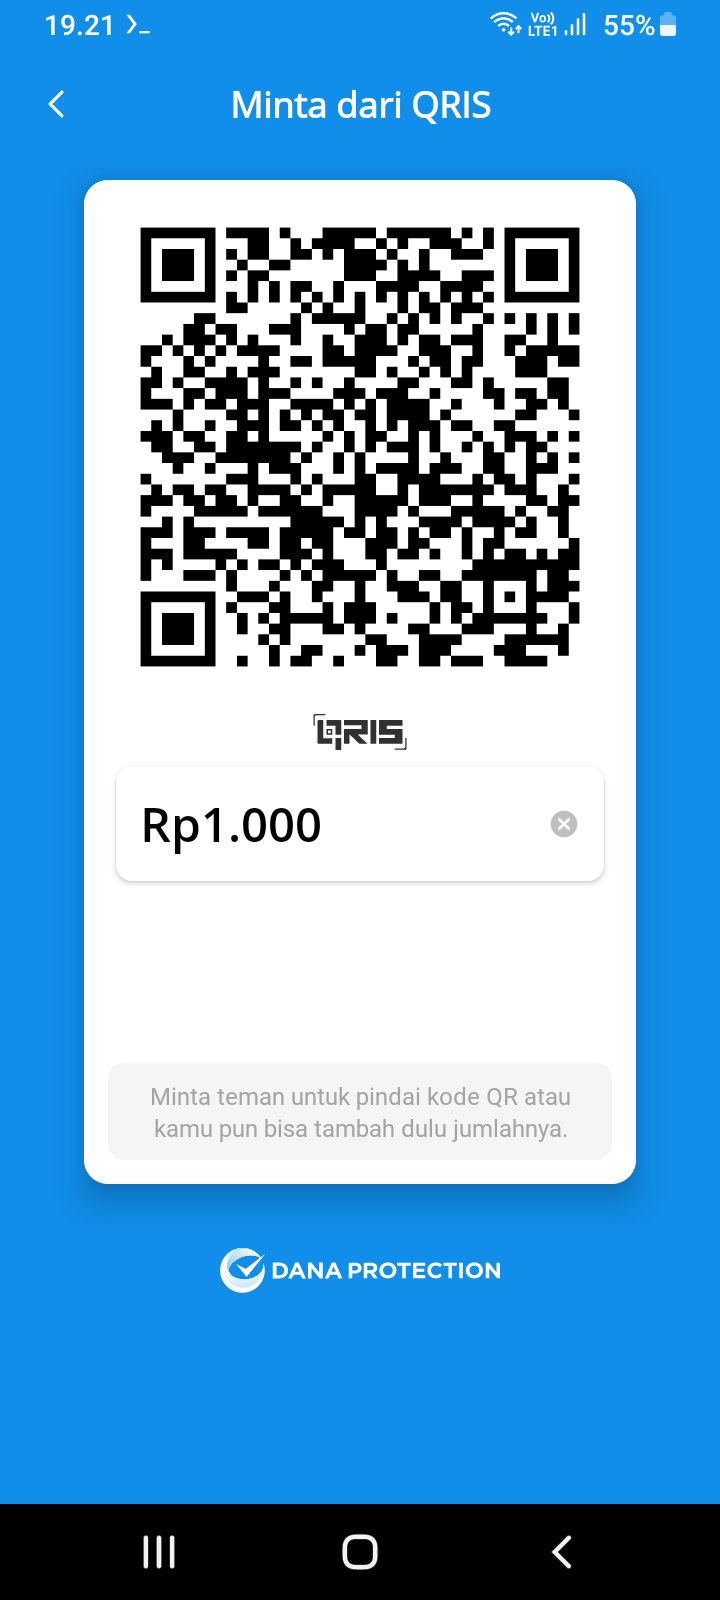 19.21
Vo)) LTE1 55%
Minta dari QRIS
QRIS
Rp1.000
Minta teman untuk pindai kode QR atau
kamu pun bisa tambah dulu jumlahnya.
DANA PROTECTION